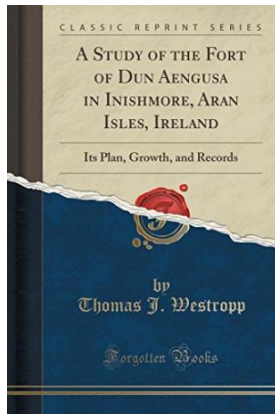 CLASSIC REPRINT SERIES
A STUDY OF THE FORT
OF DUN AENGUSA
IN INISHMORE, ARAN
ISLES, IRELAND
Its Plan, Growth, and Records
by
Thomas J. Westropp
Forgotten Books